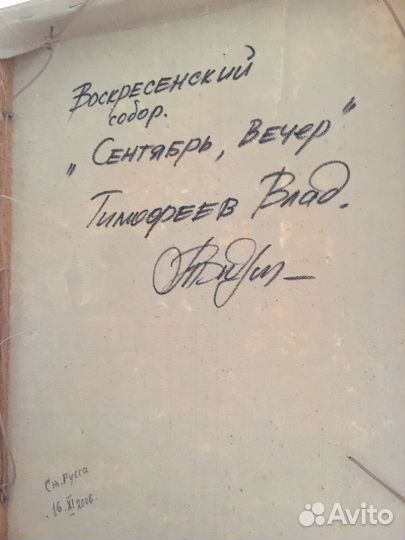 Воскресенский
собор.
„Сентябрь, Вечер"
Тимофеев Влад.
Ст. Русса
16. XI 2006.
Avito